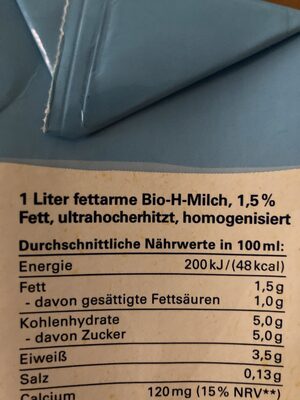 1 Liter fettarme Bio-H-Milch, 1,5 %
Fett, ultrahocherhitzt, homogenisiert
Durchschnittliche Nährwerte in 100 ml:
Energie 200 kJ/(48 kcal)
Fett 1,5 g
- davon gesättigte Fettsäuren 1,0 g
Kohlenhydrate 5,0 g
- davon Zucker 5,0 g
Eiweiß 3,5 g
Salz 0,13 g
Calcium 120 mg (15 % NRV**)